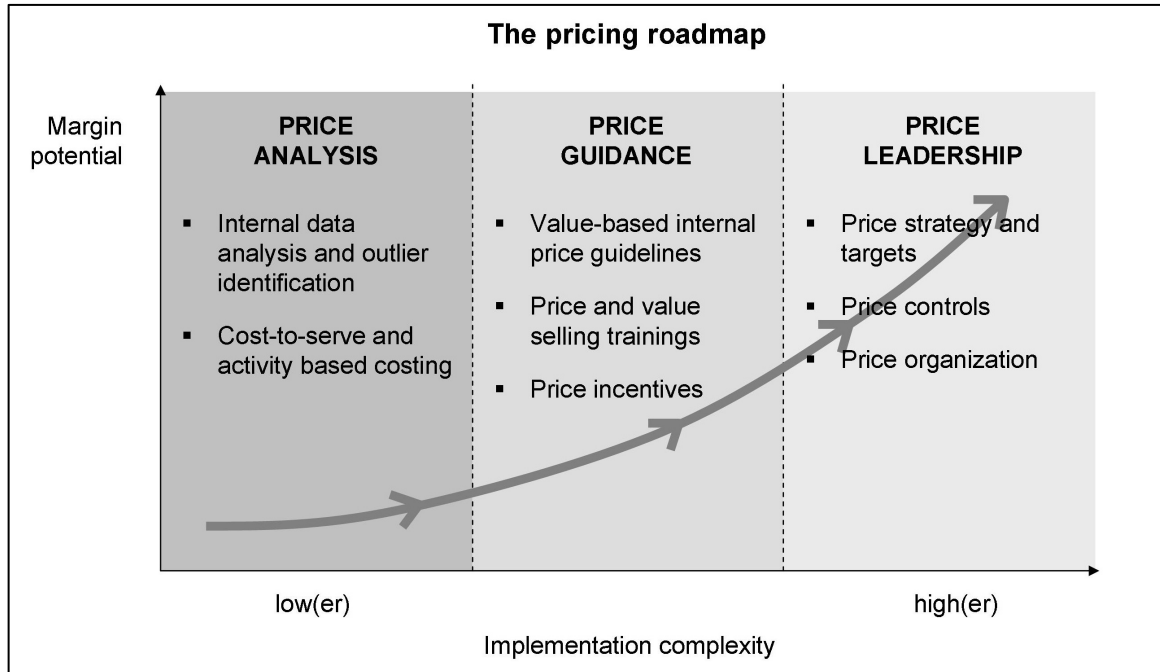 The pricing roadmap
Margin
potential
PRICE
ANALYSIS
▪ Internal data
analysis and outlier
identification
▪ Cost-to-serve and
activity based costing
PRICE
GUIDANCE
▪ Value-based internal
price guidelines
▪ Price and value
selling trainings
▪ Price incentives
PRICE
LEADERSHIP
▪ Price strategy and
targets
▪ Price controls
▪ Price organization
low(er)
high(er)
Implementation complexity